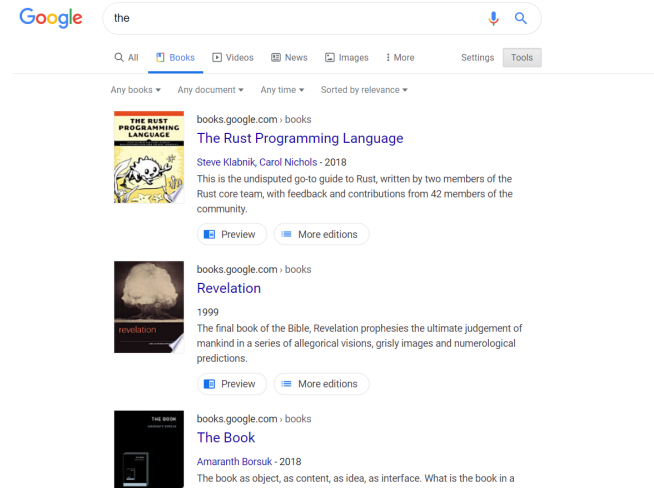 Google
the
All
Books
Videos
News
Images
More
Settings
Tools
Any books
Any document
Any time
Sorted by relevance
THE RUST
PROGRAMMING
LANGUAGE
books.google.com › books
The Rust Programming Language
Steve Klabnik, Carol Nichols - 2018
This is the undisputed go-to guide to Rust, written by two members of the
Rust core team, with feedback and contributions from 42 members of the
community.
Preview
More editions
revelation
books.google.com › books
Revelation
1999
The final book of the Bible, Revelation prophesies the ultimate judgement of
mankind in a series of allegorical visions, grisly images and numerological
predictions.
Preview
More editions
THE BOOK
AMARANTH BORSUK
books.google.com › books
The Book
Amaranth Borsuk - 2018
The book as object, as content, as idea, as interface. What is the book in a